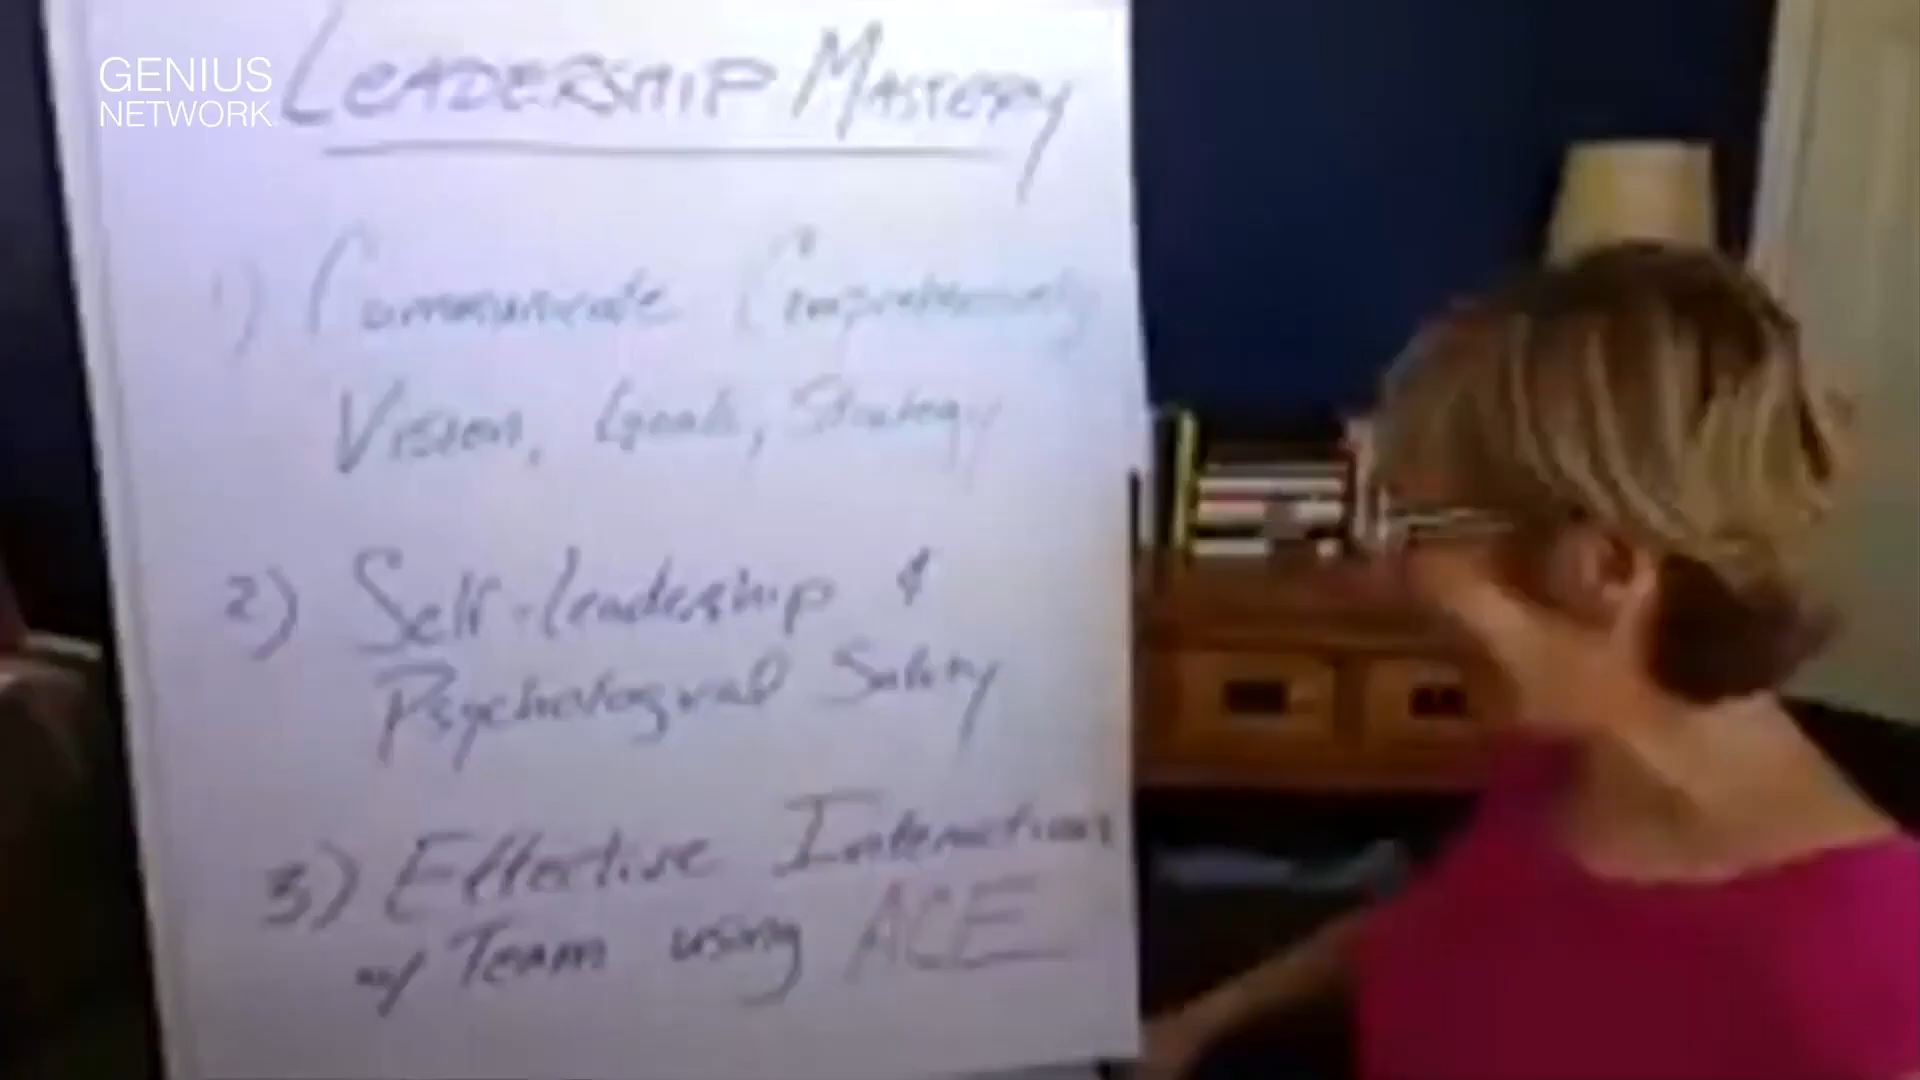 GENIUS
NETWORK
LEADERSHIP MASTERY
1) Communicate Comprehensively
Vision, Goals, Strategy
2) Self-Leadership &
Psychological Safety
3) Effective Interactions
w/ Team using ACE